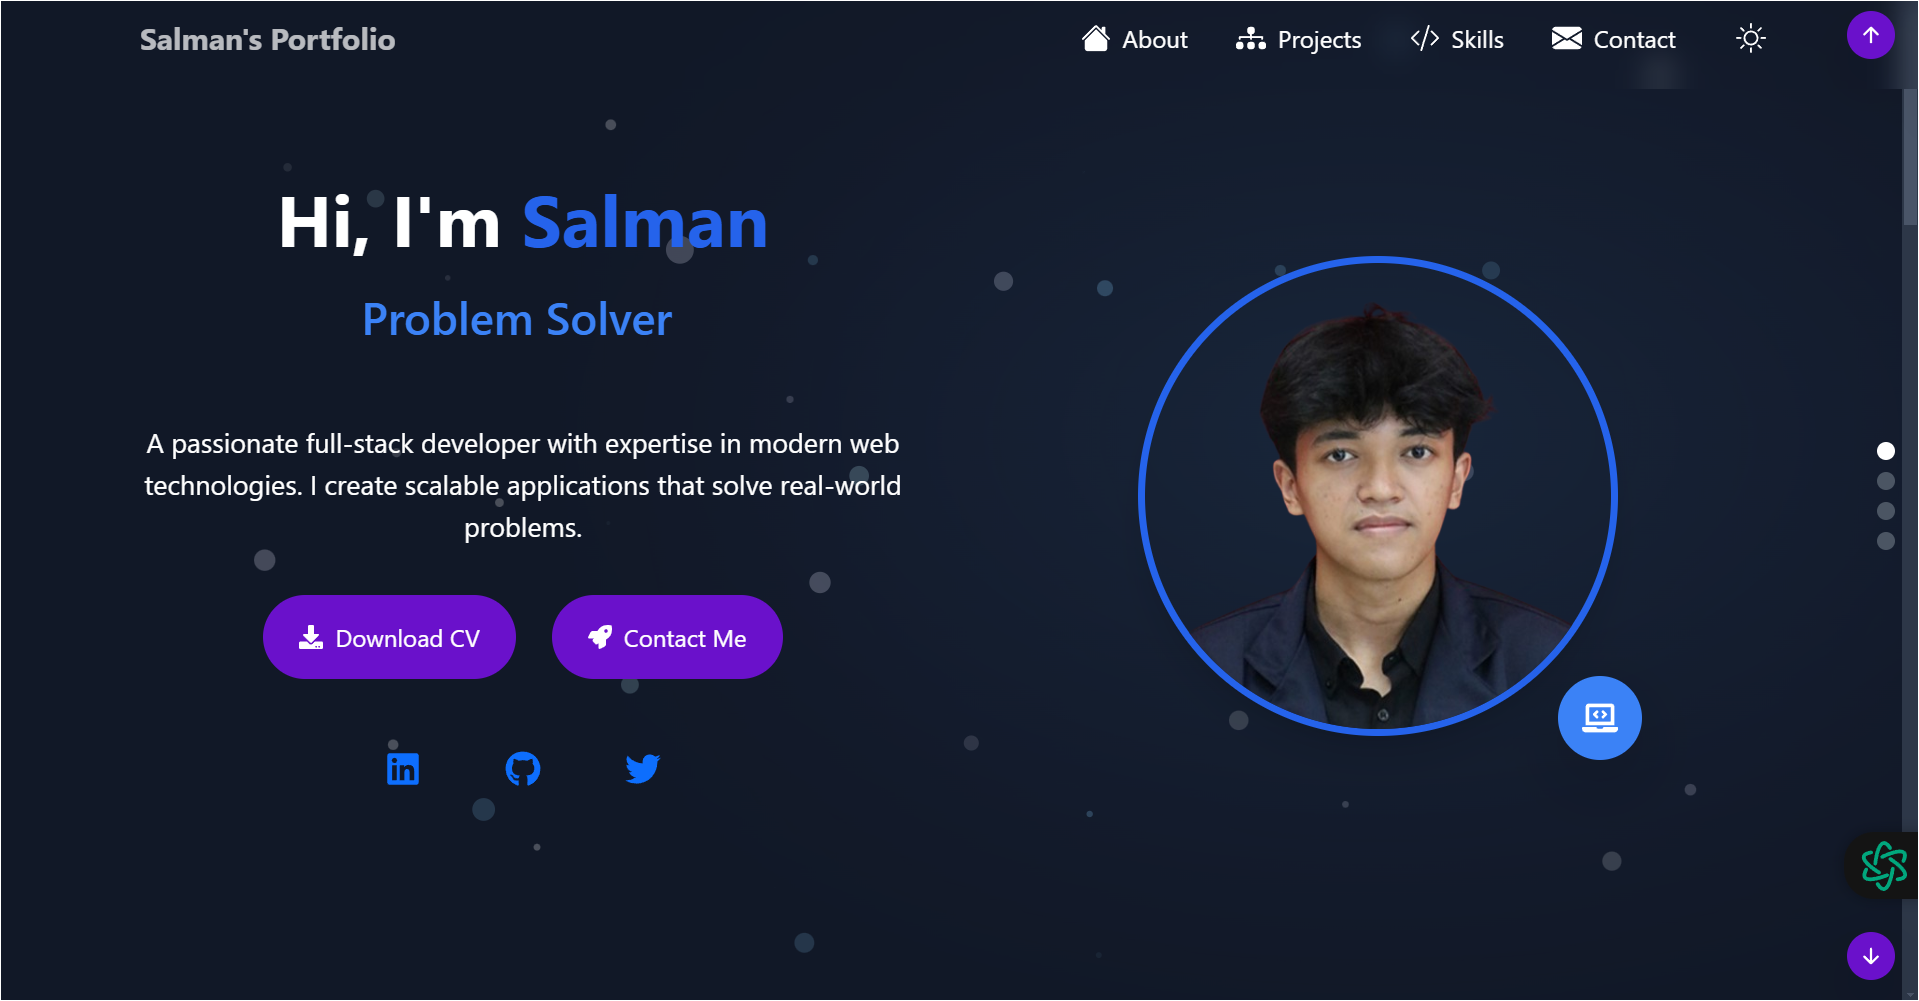 Salman's Portfolio
About
Projects
Skills
Contact
Hi, I'm Salman
Problem Solver
A passionate full-stack developer with expertise in modern web
technologies. I create scalable applications that solve real-world
problems.
Download CV
Contact Me